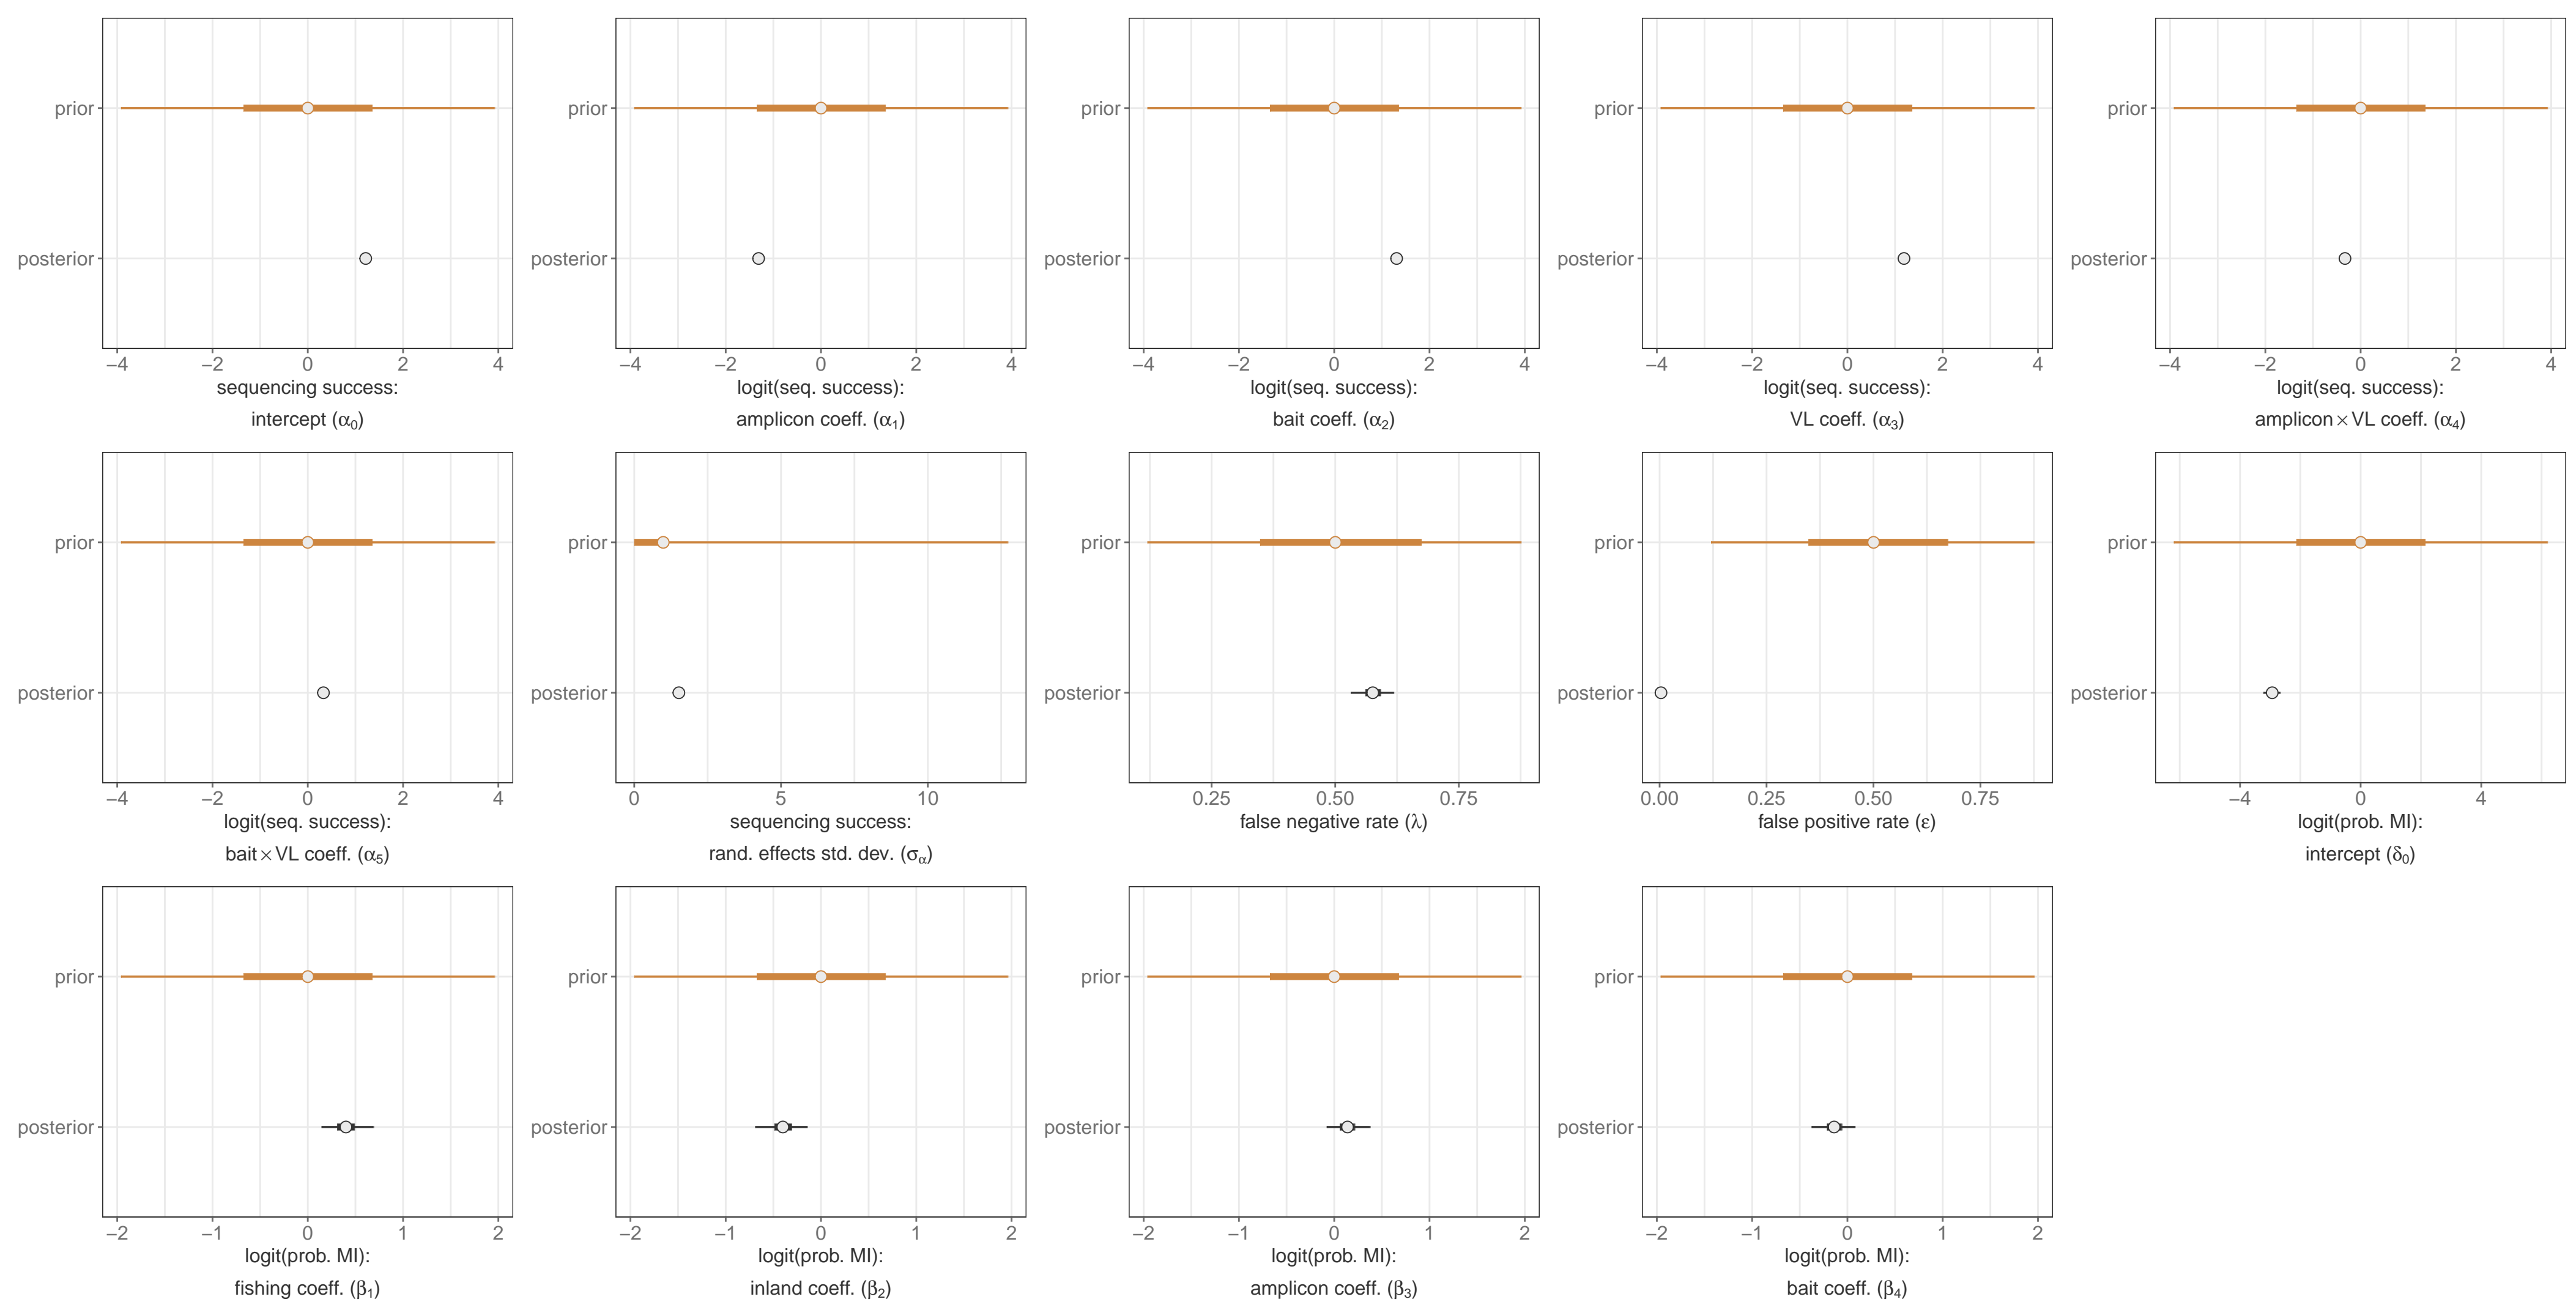 prior
posterior
−4 −2 0 2 4
sequencing success:
intercept (α0)
prior
posterior
−4 −2 0 2 4
logit(seq. success):
amplicon coeff. (α1)
prior
posterior
−4 −2 0 2 4
logit(seq. success):
bait coeff. (α2)
prior
posterior
−4 −2 0 2 4
logit(seq. success):
VL coeff. (α3)
prior
posterior
−4 −2 0 2 4
logit(seq. success):
amplicon × VL coeff. (α4)
prior
posterior
−4 −2 0 2 4
logit(seq. success):
bait × VL coeff. (α5)
prior
posterior
0 5 10
sequencing success:
rand. effects std. dev. (σα)
prior
posterior
0.25 0.50 0.75
false negative rate (λ)
prior
posterior
0.00 0.25 0.50 0.75
false positive rate (ε)
prior
posterior
−4 0 4
logit(prob. MI):
intercept (δ0)
prior
posterior
−2 −1 0 1 2
logit(prob. MI):
fishing coeff. (β1)
prior
posterior
−2 −1 0 1 2
logit(prob. MI):
inland coeff. (β2)
prior
posterior
−2 −1 0 1 2
logit(prob. MI):
amplicon coeff. (β3)
prior
posterior
−2 −1 0 1 2
logit(prob. MI):
bait coeff. (β4)